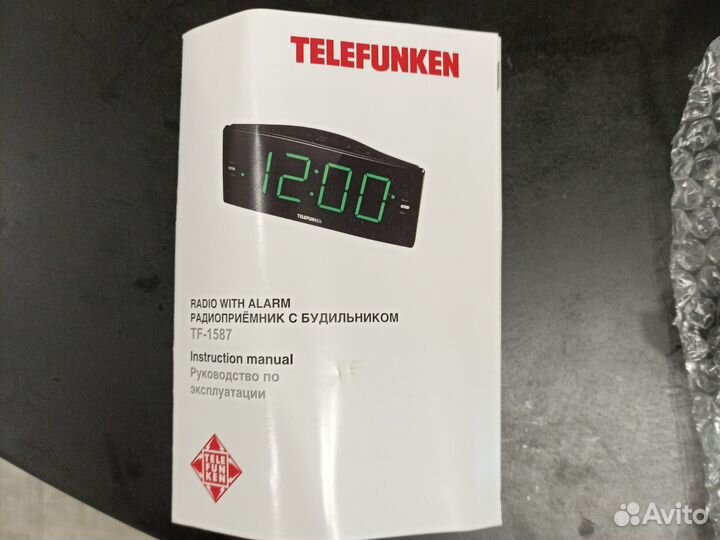 TELEFUNKEN
12:00
TELEFUNKEN
RADIO WITH ALARM
РАДИОПРИЁМНИК С БУДИЛЬНИКОМ
TF-1587
Instruction manual
Руководство по
эксплуатации
TELE
FUN
KEN
Avito